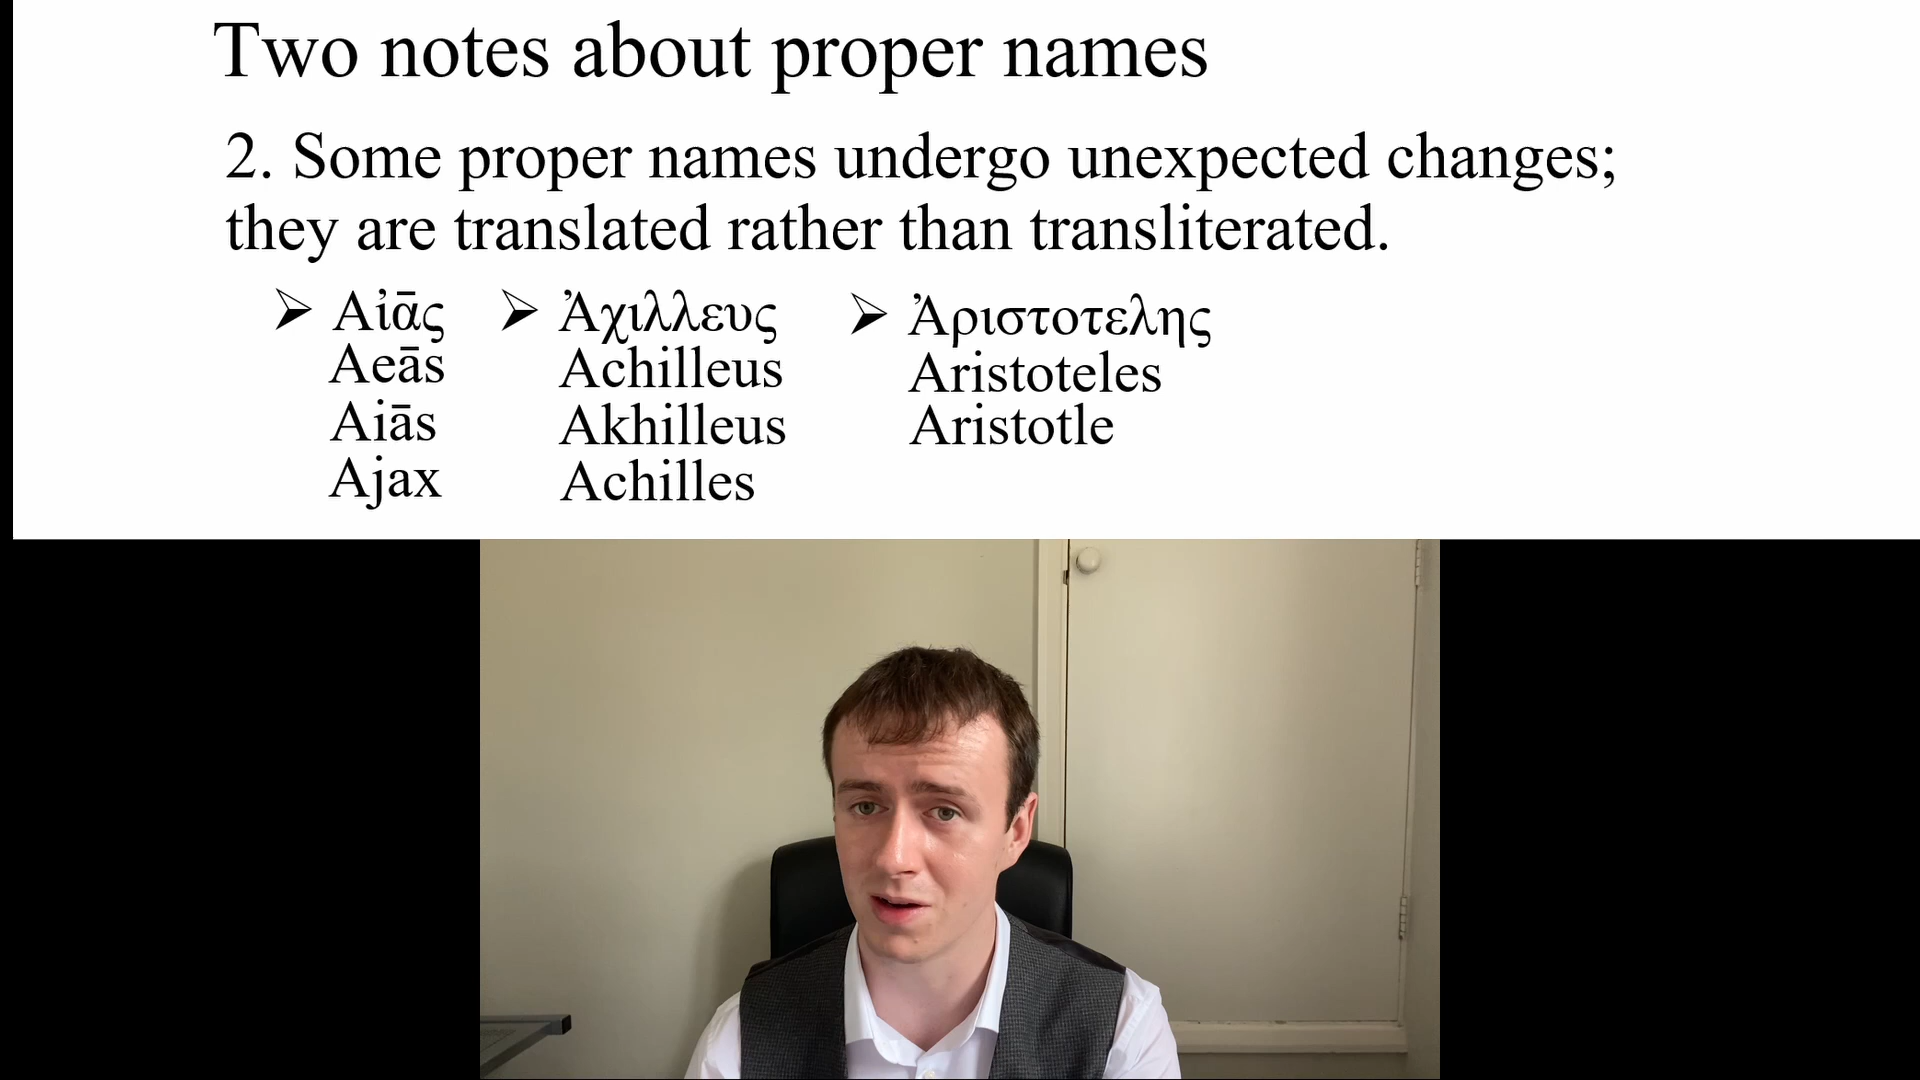 Two notes about proper names
2. Some proper names undergo unexpected changes;
they are translated rather than transliterated.
➢ Αἰᾱς
Aeās
Aiās
Ajax
➢ Ἀχιλλευς
Achilleus
Akhilleus
Achilles
➢ Ἀριστοτελης
Aristoteles
Aristotle